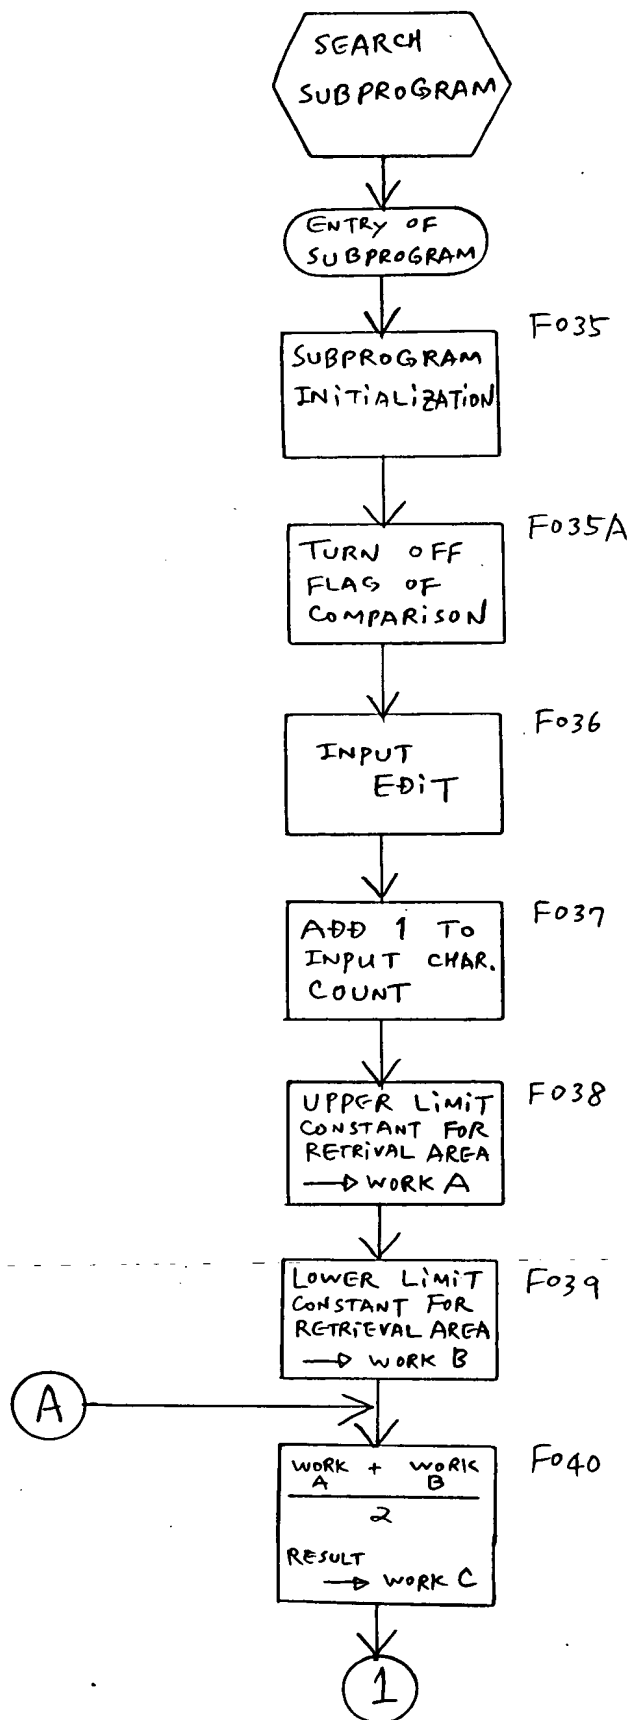 SEARCH
SUBPROGRAM
ENTRY OF
SUBPROGRAM
F035
SUBPROGRAM
INITIALIZATION
F035A
TURN OFF
FLAG OF
COMPARISON
F036
INPUT
EDIT
F037
ADD 1 TO
INPUT CHAR.
COUNT
F038
UPPER LIMIT
CONSTANT FOR
RETRIVAL AREA
→ WORK A
F039
LOWER LIMIT
CONSTANT FOR
RETRIEVAL AREA
→ WORK B
A
F040
WORK + WORK
A B
2
RESULT
→ WORK C
1